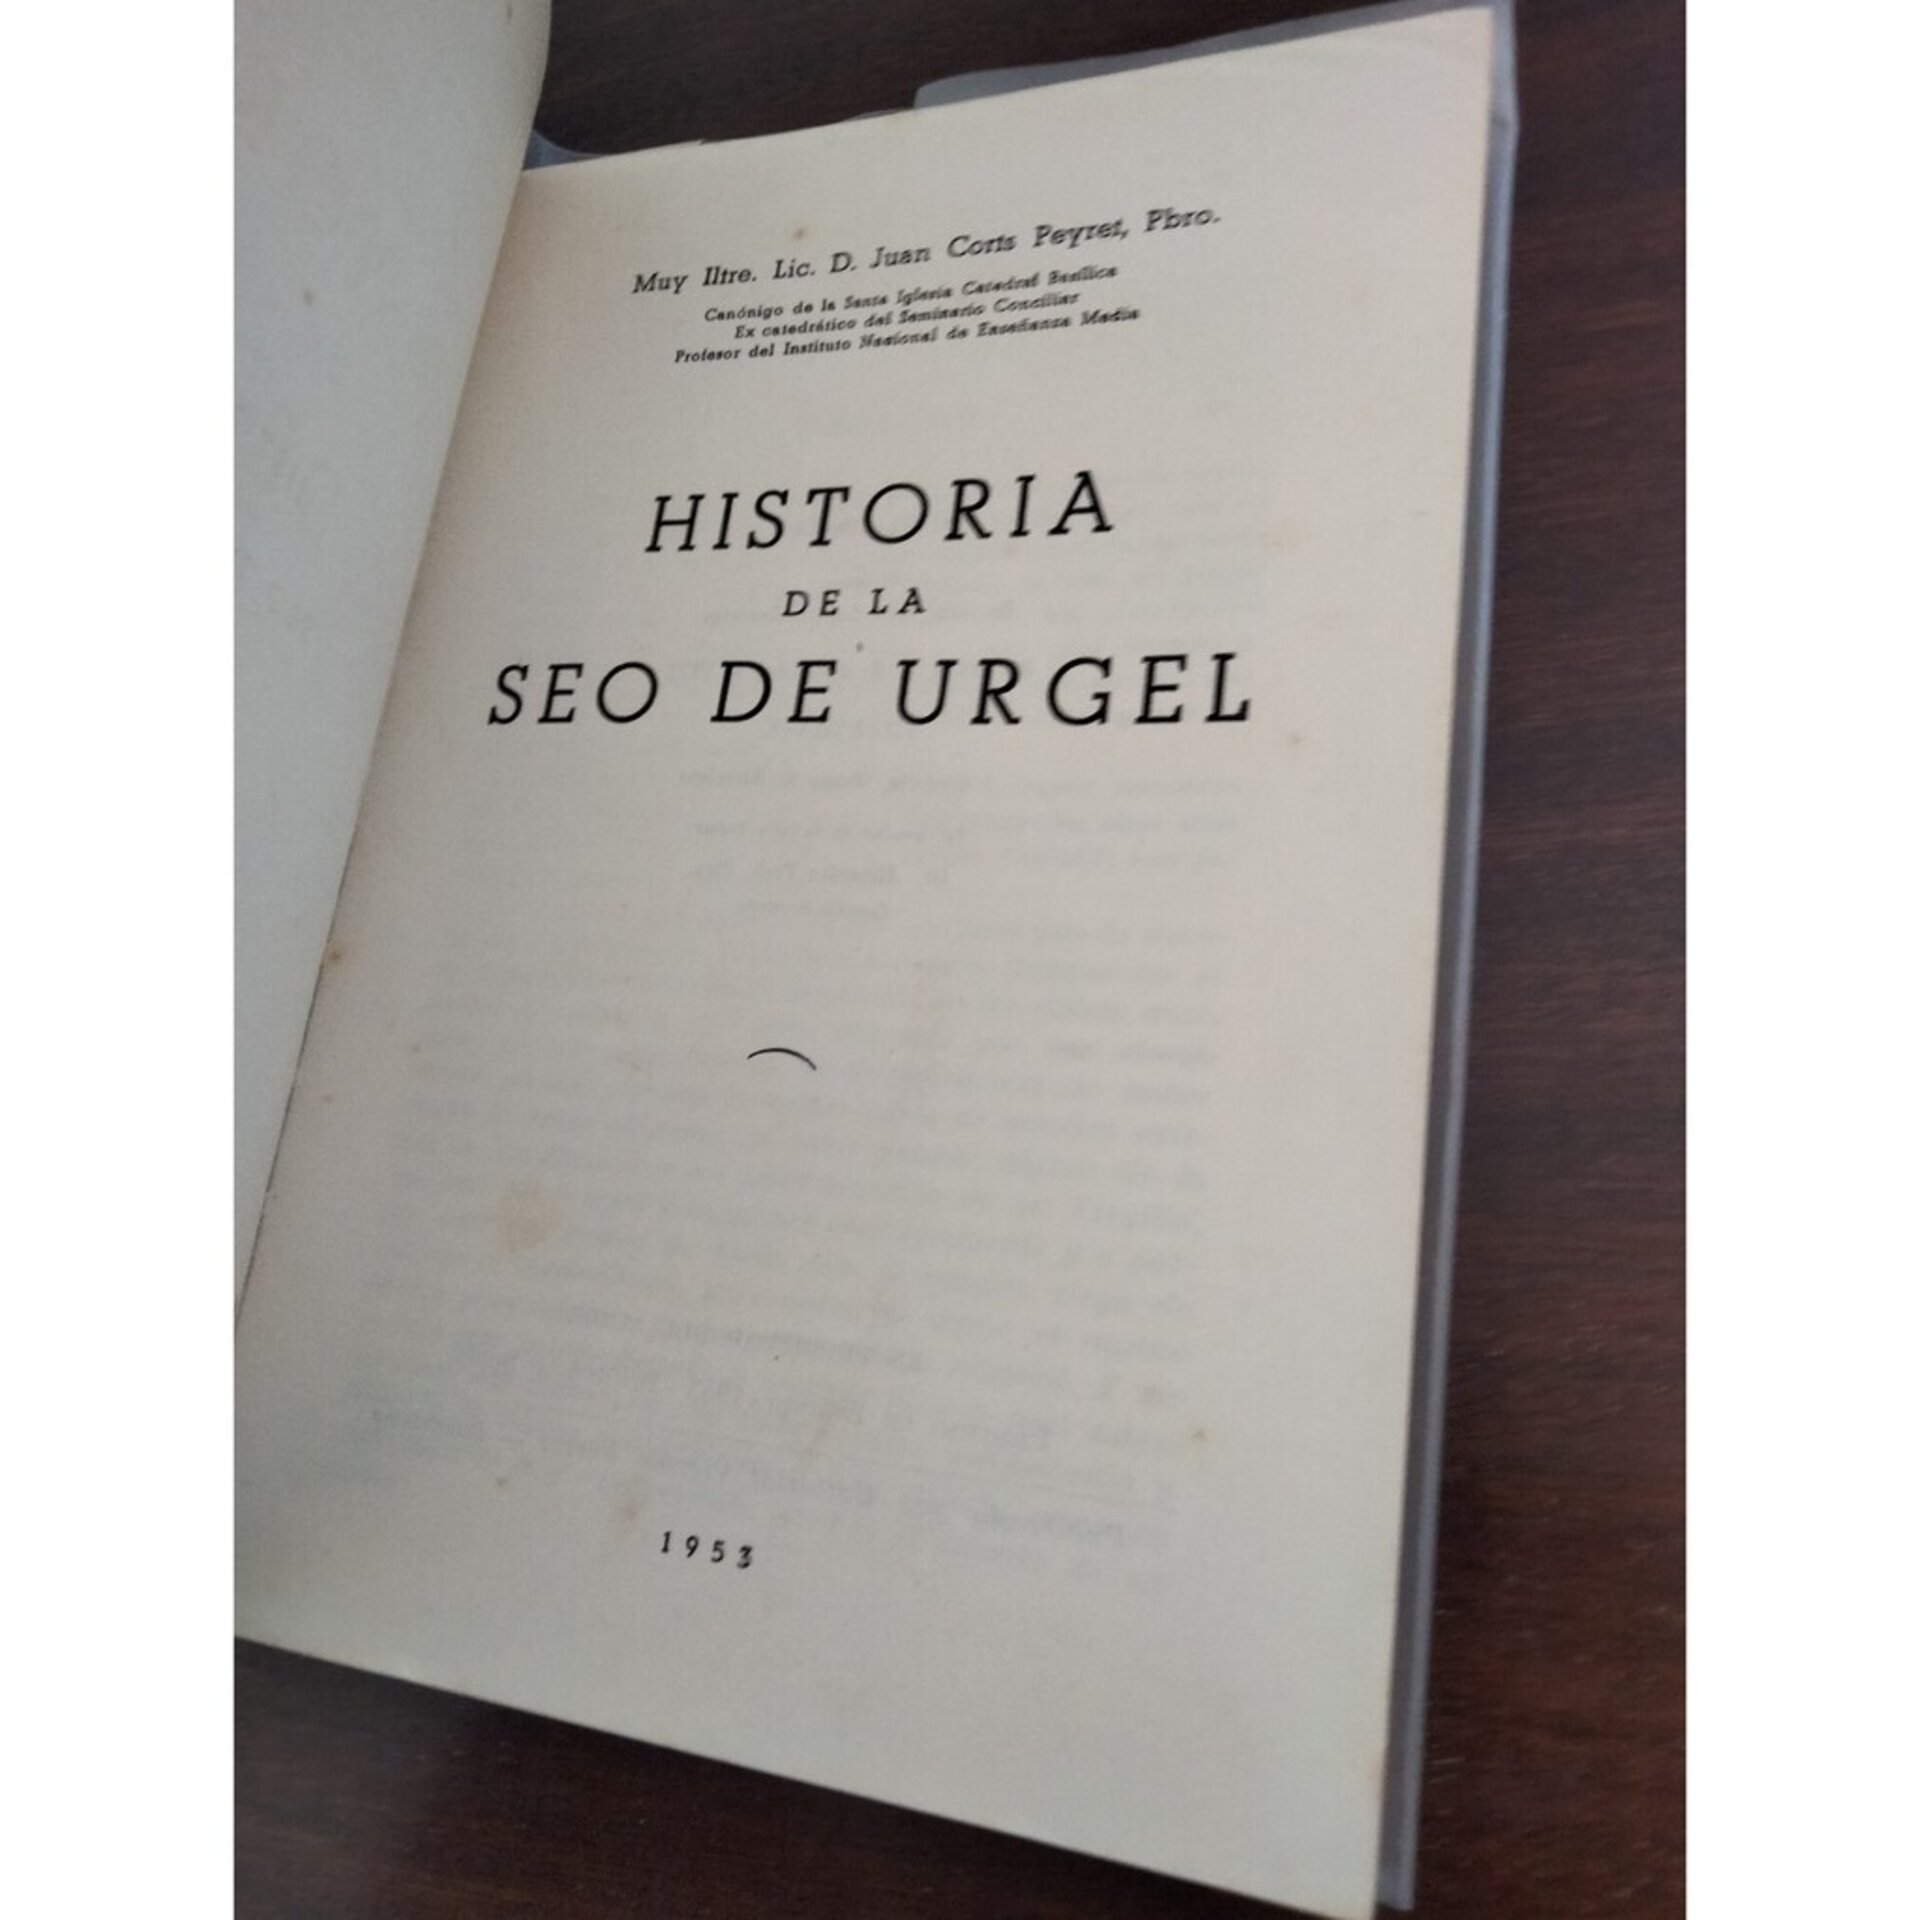 Muy Iltre. Lic. D. Juan Corts Peyret, Pbro.
Canónigo de la Santa Iglesia Catedral Basílica
Ex catedrático del Seminario Conciliar
Profesor del Instituto Nacional de Enseñanza Media
HISTORIA
DE LA
SEO DE URGEL
1953